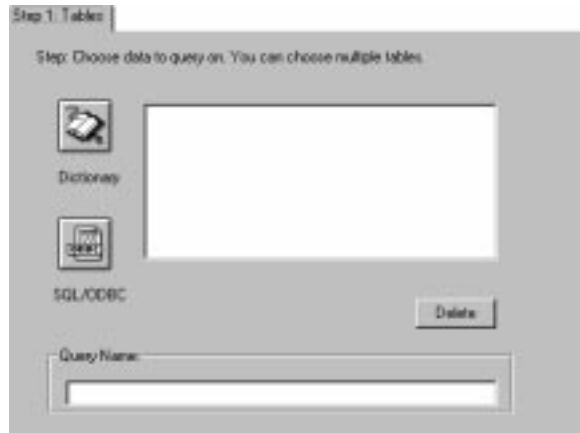 Step 1: Tables
Step: Choose data to query on. You can choose multiple tables.
Dictionary
SQL/ODBC
Delete
Query Name: